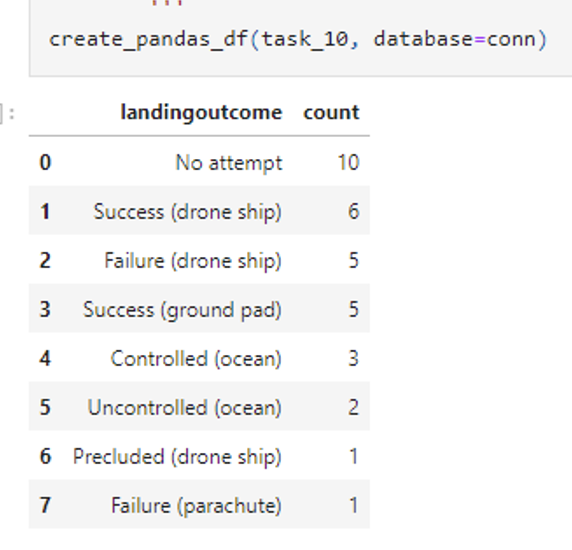 create_pandas_df(task_10, database=conn)
]:
landingoutcome count
0 No attempt 10
1 Success (drone ship) 6
2 Failure (drone ship) 5
3 Success (ground pad) 5
4 Controlled (ocean) 3
5 Uncontrolled (ocean) 2
6 Precluded (drone ship) 1
7 Failure (parachute) 1